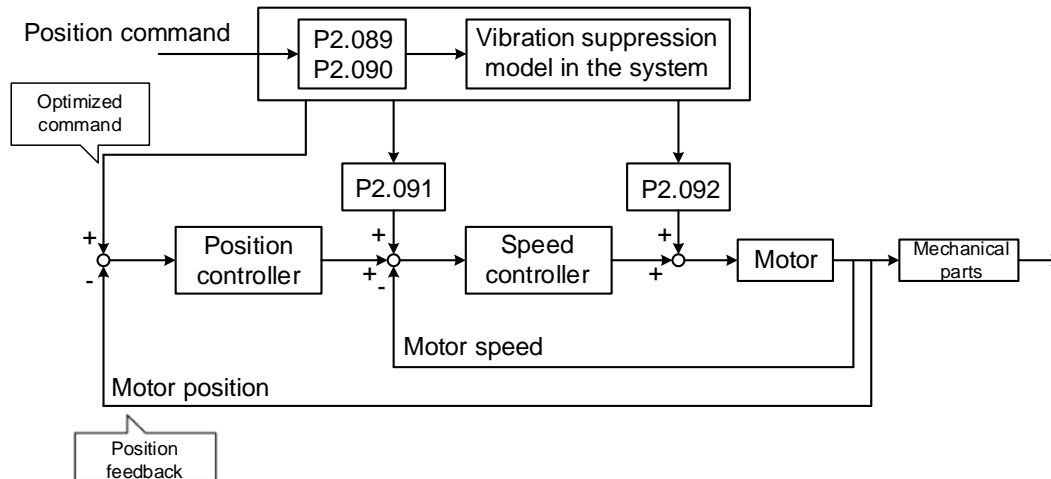 Position command
P2.089
P2.090
Vibration suppression
model in the system
Optimized
command
P2.091
P2.092
+
-
Position
controller
+
+
-
Speed
controller
+
+
Motor
Mechanical
parts
Motor speed
Motor position
Position
feedback